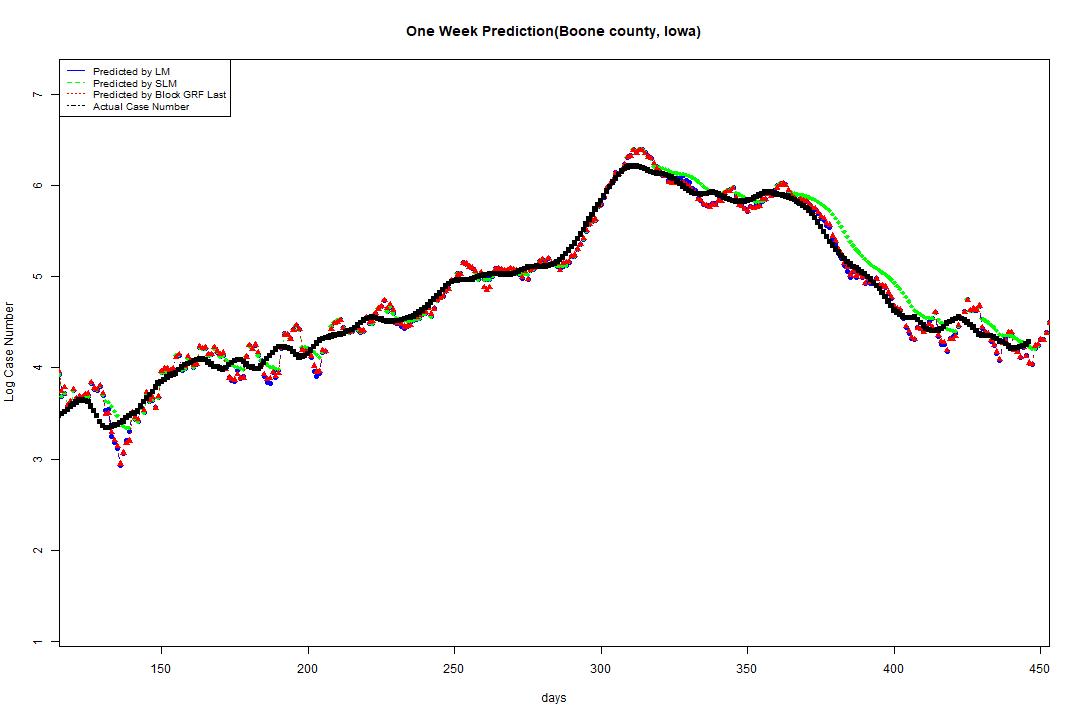 One Week Prediction(Boone county, Iowa)
Predicted by LM
Predicted by SLM
Predicted by Block GRF Last
Actual Case Number
7
6
5
4
3
2
1
Log Case Number
150 200 250 300 350 400 450
days